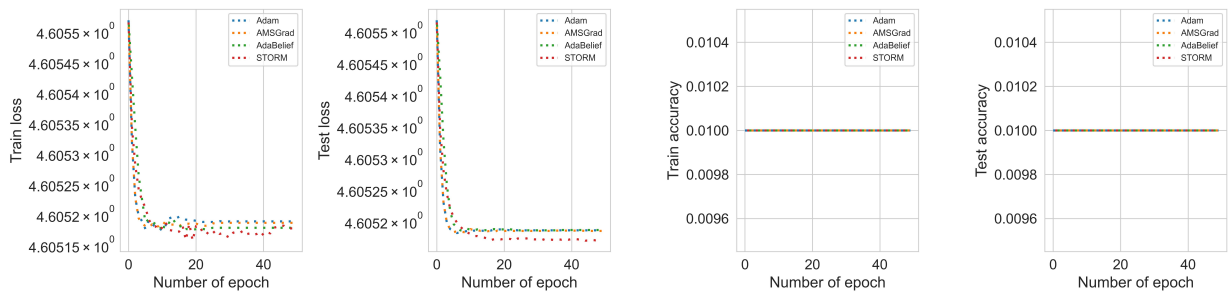 4.6055 × 10⁰
4.60545 × 10⁰
4.6054 × 10⁰
4.60535 × 10⁰
4.6053 × 10⁰
4.60525 × 10⁰
4.6052 × 10⁰
4.60515 × 10⁰
Train loss
0 20 40
Number of epoch
Adam
AMSGrad
AdaBelief
STORM
4.6055 × 10⁰
4.60545 × 10⁰
4.6054 × 10⁰
4.60535 × 10⁰
4.6053 × 10⁰
4.60525 × 10⁰
4.6052 × 10⁰
Test loss
0 20 40
Number of epoch
Adam
AMSGrad
AdaBelief
STORM
0.0104
0.0102
0.0100
0.0098
0.0096
Train accuracy
0 20 40
Number of epoch
Adam
AMSGrad
AdaBelief
STORM
0.0104
0.0102
0.0100
0.0098
0.0096
Test accuracy
0 20 40
Number of epoch
Adam
AMSGrad
AdaBelief
STORM